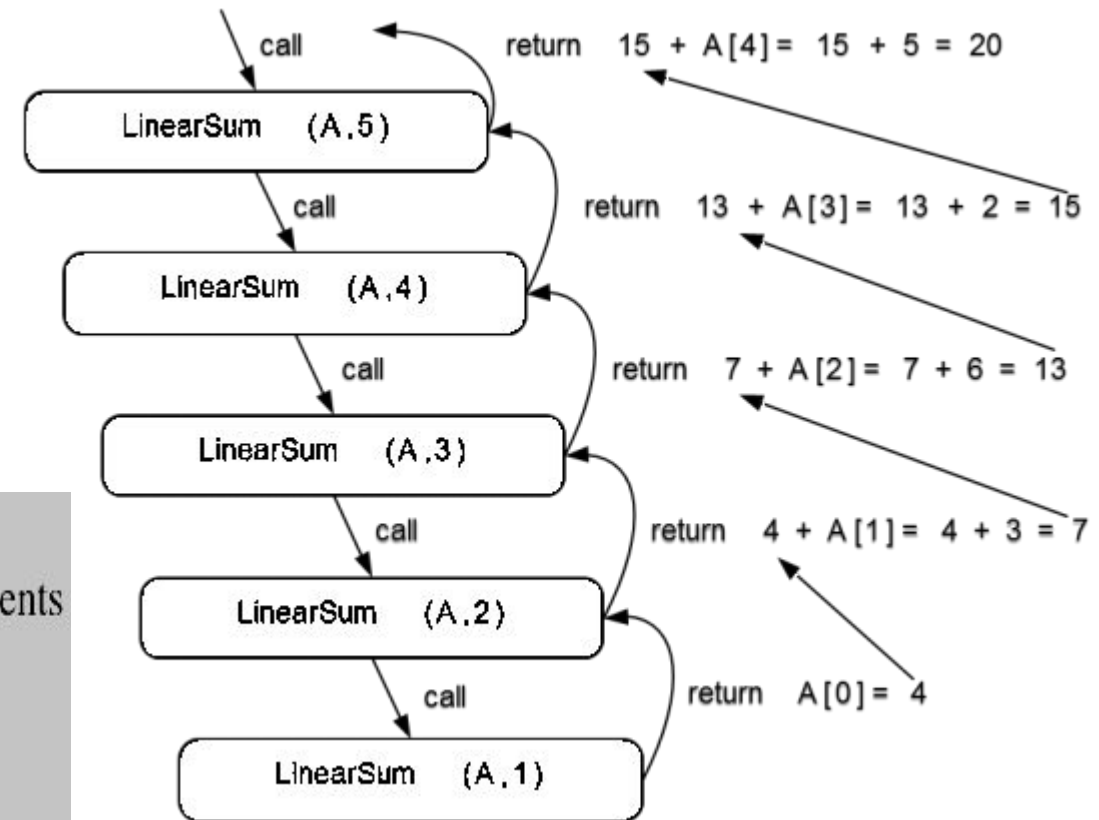 call
return 15 + A[4] = 15 + 5 = 20
LinearSum (A,5)
call
return 13 + A[3] = 13 + 2 = 15
LinearSum (A,4)
call
return 7 + A[2] = 7 + 6 = 13
LinearSum (A,3)
call
return 4 + A[1] = 4 + 3 = 7
ents
LinearSum (A,2)
call
return A[0] = 4
LinearSum (A,1)